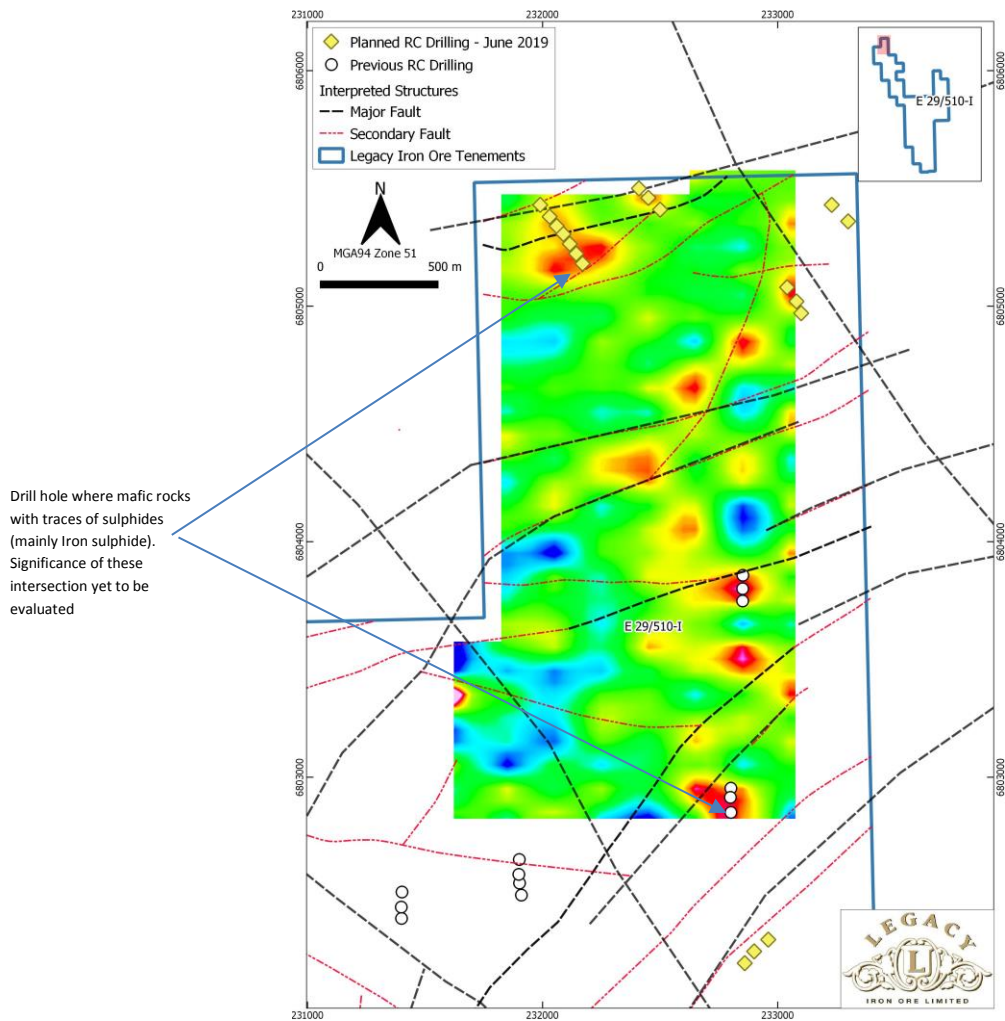 231000
232000
233000
Planned RC Drilling - June 2019
Previous RC Drilling
Interpreted Structures
Major Fault
Secondary Fault
Legacy Iron Ore Tenements
E 29/510-I
6806000
6806000
N
MGA94 Zone 51
0
500 m
6805000
6805000
Drill hole where mafic rocks
with traces of sulphides
(mainly Iron sulphide).
Significance of these
intersection yet to be
evaluated
6804000
6804000
E 29/510-I
6803000
6803000
LEGACY
LJ
IRON ORE LIMITED
231000
232000
233000